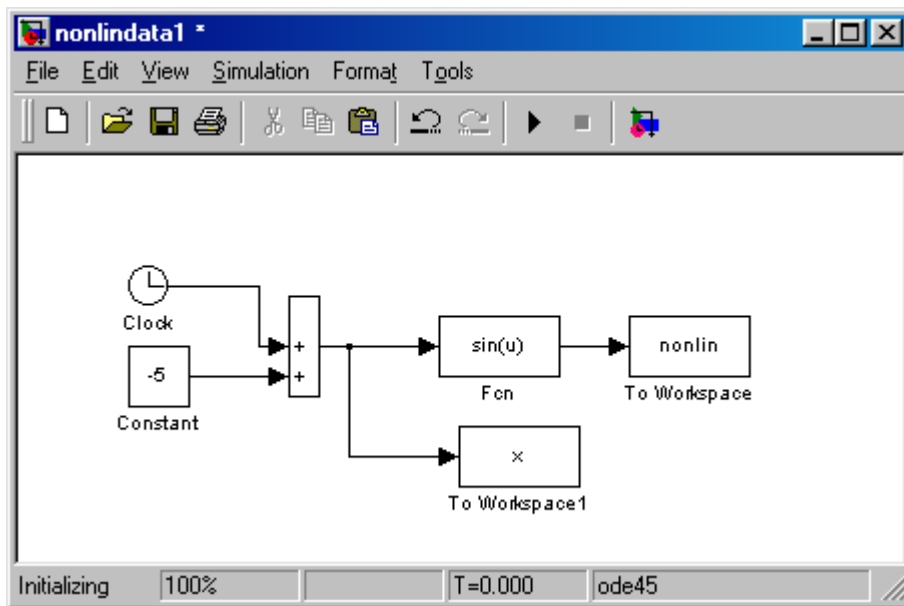 nonlindata1 *
File Edit View Simulation Format Tools
Clock
+
+
-5
Constant
sin(u)
Fcn
nonlin
To Workspace
x
To Workspace1
Initializing 100% T=0.000 ode45